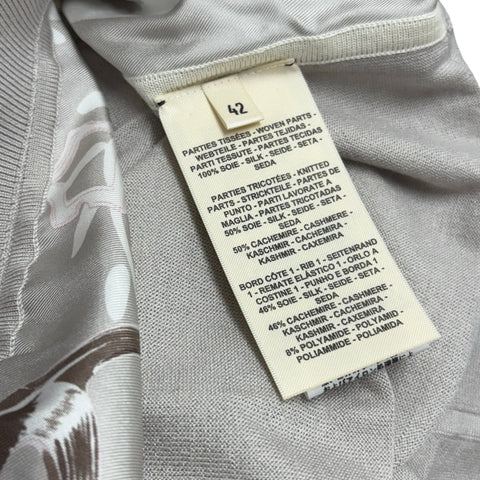 42
PARTIES TISSÉES - WOVEN PARTS -
WEBTEILE - PARTES TEJIDAS -
PARTI TESSUTE - PARTES TECIDAS
100% SOIE - SILK - SEIDE - SETA -
SEDA
PARTIES TRICOTÉES - KNITTED
PARTS - STRICKTEILE - PARTES DE
PUNTO - PARTI LAVORATE A
MAGLIA - PARTES TRICOTADAS
50% SOIE - SILK - SEIDE - SETA -
SEDA
50% CACHEMIRE - CASHMERE -
KASCHMIR - CACHEMIRA -
KASHMIR - CAXEMIRA
BORD CÔTE 1 - RIB 1 - SEITENRAND
1 - REMATE ELÁSTICO 1 - ORLO A
COSTINE 1 - PUNHO E BORDO 1
46% SOIE - SILK - SEIDE - SETA -
SEDA
46% CACHEMIRE - CASHMERE -
KASCHMIR - CACHEMIRA -
KASHMIR - CAXEMIRA
8% POLYAMIDE - POLYAMID -
POLIAMMIDE - POLIAMIDA